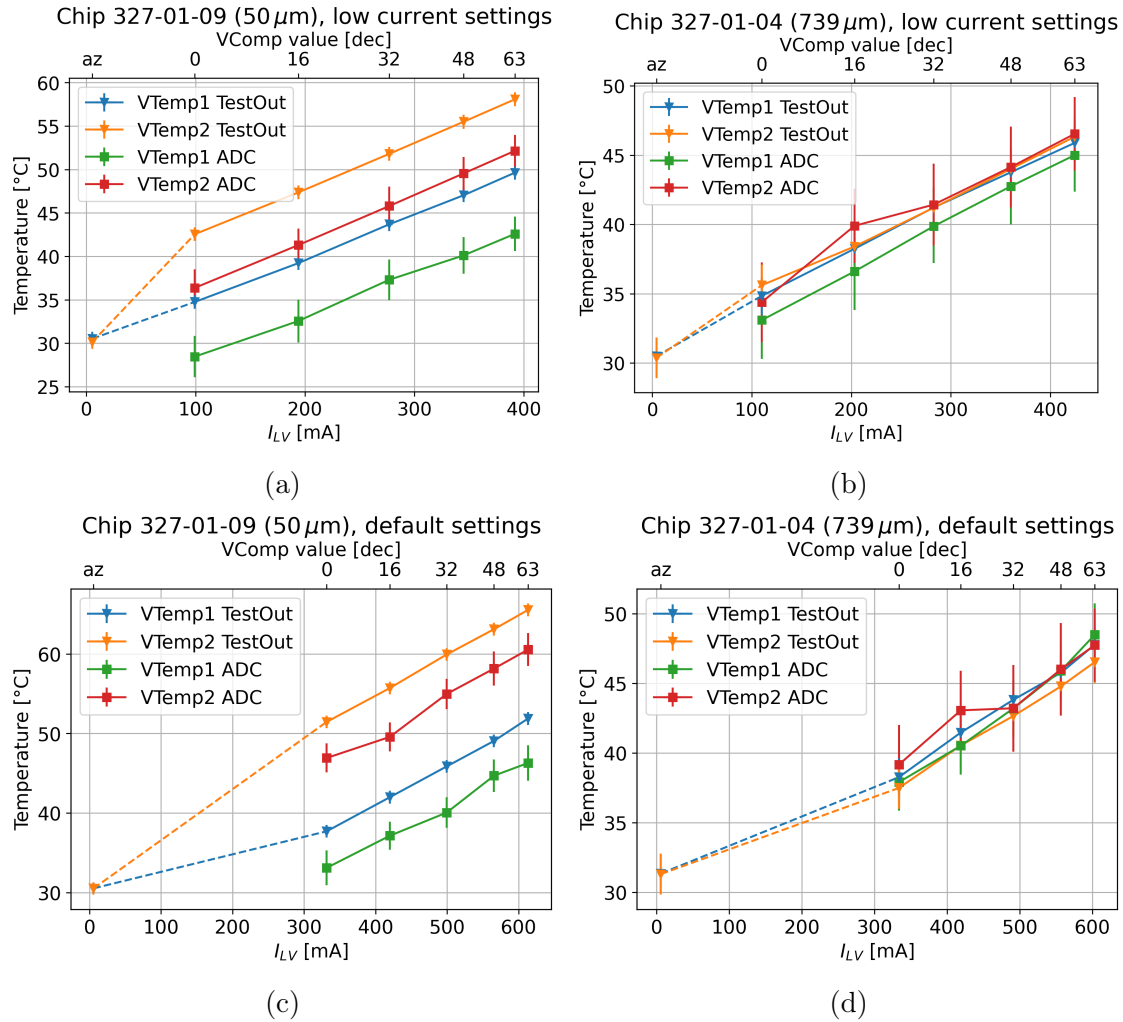 Chip 327-01-09 (50 μm), low current settings
VComp value [dec]
az 0 16 32 48 63
60
55
50
45
40
35
30
25
Temperature [°C]
VTemp1 TestOut
VTemp2 TestOut
VTemp1 ADC
VTemp2 ADC
0 100 200 300 400
I_LV [mA]
(a)
Chip 327-01-04 (739 μm), low current settings
VComp value [dec]
az 0 16 32 48 63
50
45
40
35
30
Temperature [°C]
VTemp1 TestOut
VTemp2 TestOut
VTemp1 ADC
VTemp2 ADC
0 100 200 300 400
I_LV [mA]
(b)
Chip 327-01-09 (50 μm), default settings
VComp value [dec]
az 0 16 32 48 63
60
50
40
30
Temperature [°C]
VTemp1 TestOut
VTemp2 TestOut
VTemp1 ADC
VTemp2 ADC
0 100 200 300 400 500 600
I_LV [mA]
(c)
Chip 327-01-04 (739 μm), default settings
VComp value [dec]
az 0 16 32 48 63
50
45
40
35
30
Temperature [°C]
VTemp1 TestOut
VTemp2 TestOut
VTemp1 ADC
VTemp2 ADC
0 100 200 300 400 500 600
I_LV [mA]
(d)